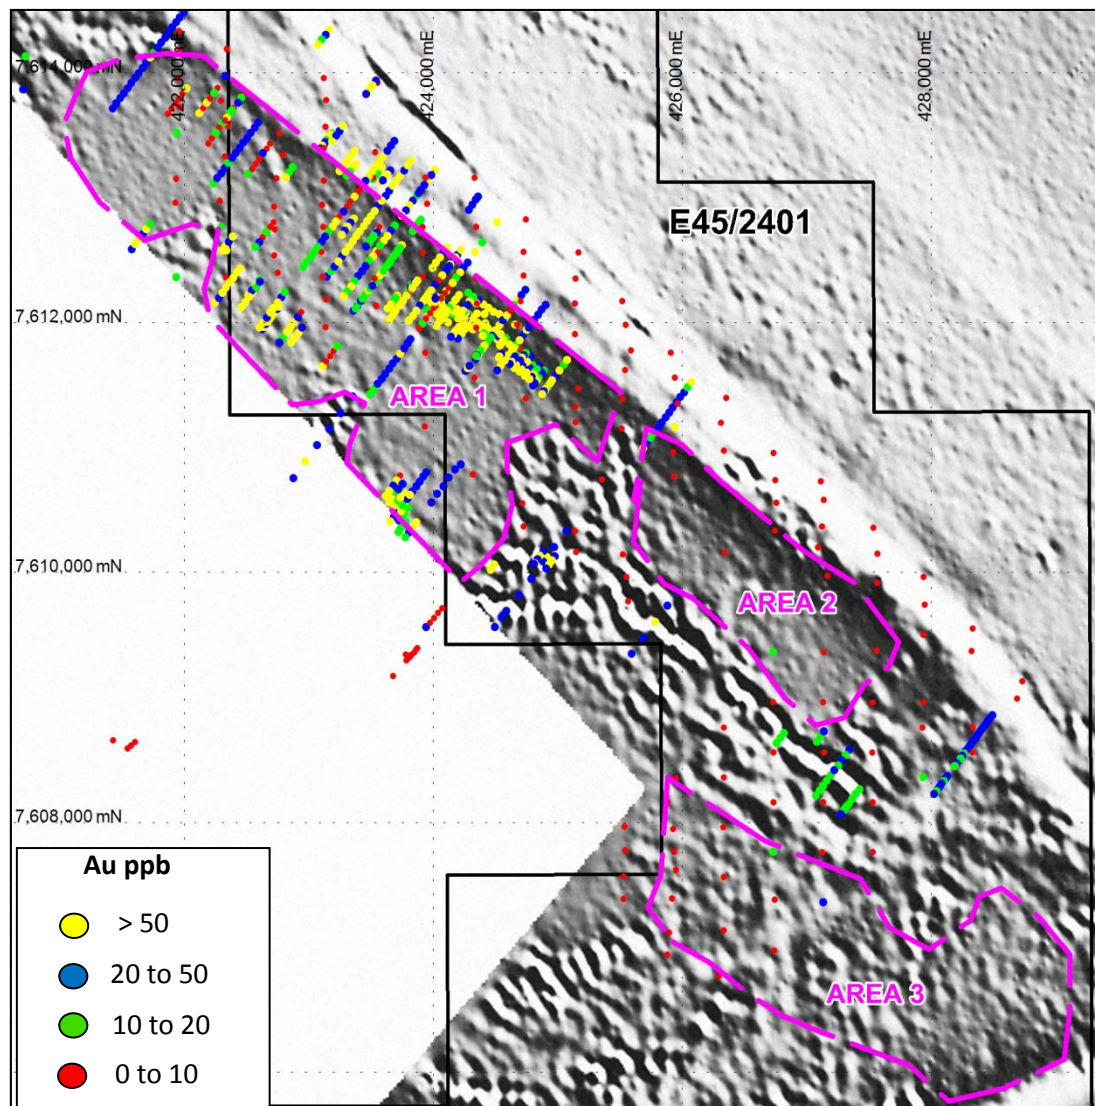 422,000 mE
424,000 mE
426,000 mE
428,000 mE
7,614,000 mN
E45/2401
7,612,000 mN
AREA 1
7,610,000 mN
AREA 2
7,608,000 mN
AREA 3
Au ppb
> 50
20 to 50
10 to 20
0 to 10